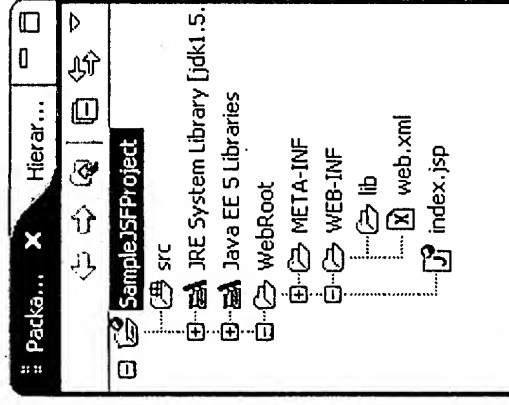 Packa... Hierar...
SampleJSFProject
src
JRE System Library [jdk1.5.
Java EE 5 Libraries
WebRoot
META-INF
WEB-INF
lib
web.xml
index.jsp